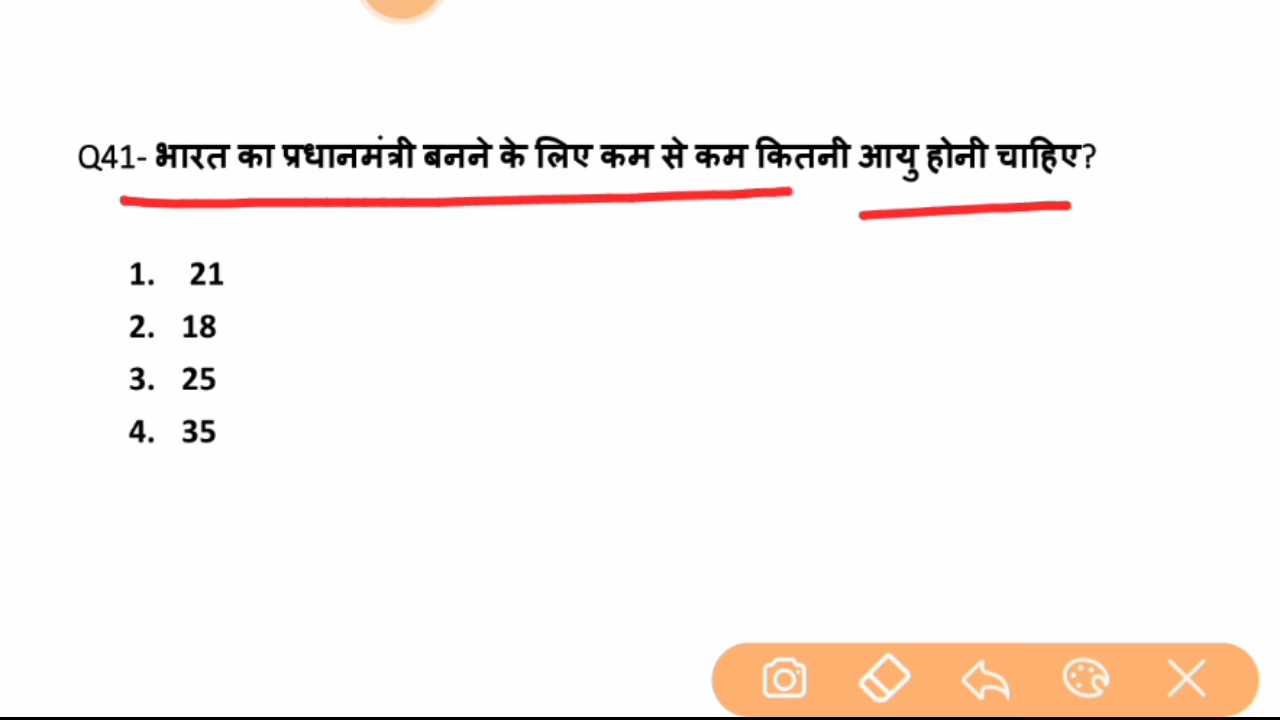 Q41- भारत का प्रधानमंत्री बनने के लिए कम से कम कितनी आयु होनी चाहिए?
1. 21
2. 18
3. 25
4. 35